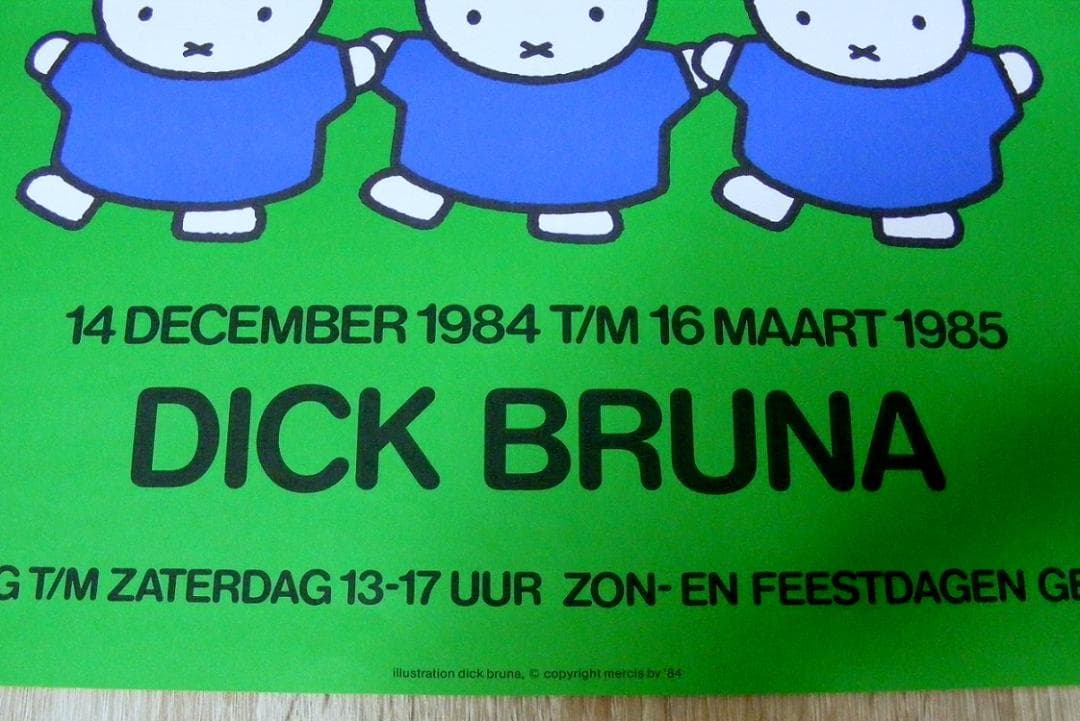 14 DECEMBER 1984 T/M 16 MAART 1985
DICK BRUNA
G T/M ZATERDAG 13-17 UUR ZON- EN FEESTDAGEN GE
illustration dick bruna, © copyright mercis bv '84